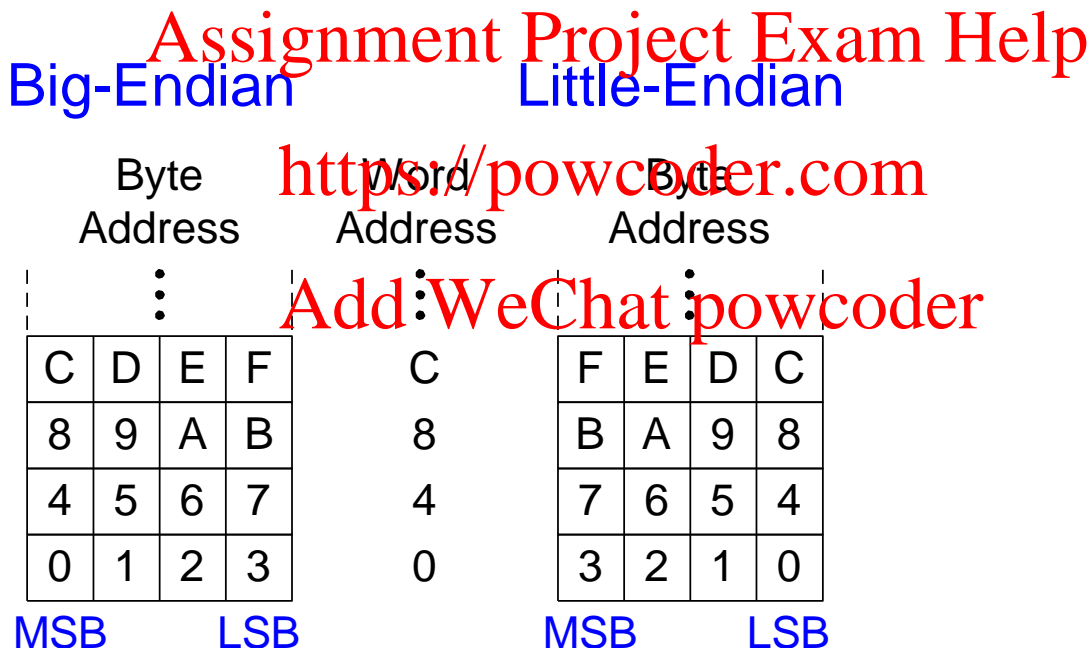 Assignment Project Exam Help
Big-Endian Little-Endian
https://powcoder.com
Byte Word Byte
Address Address Address
Add WeChat powcoder
C D E F C F E D C
8 9 A B 8 B A 9 8
4 5 6 7 4 7 6 5 4
0 1 2 3 0 3 2 1 0
MSB LSB MSB LSB